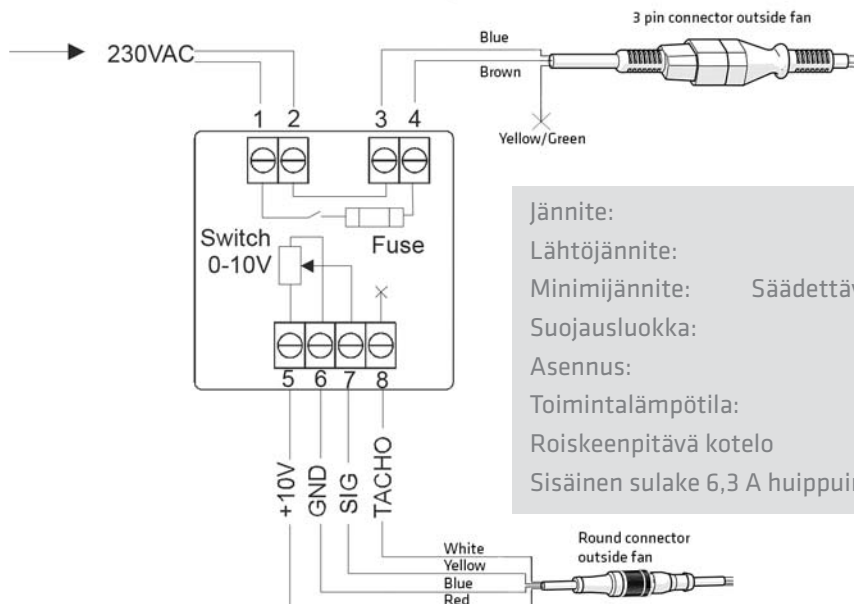 3 pin connector outside fan
Blue
230VAC
Brown
1 2 3 4
Yellow/Green
Switch
0-10V
Fuse
5 6 7 8
+10V
GND
SIG
TACHO
Jännite:
Lähtöjännite:
Minimijännite:
Suojausluokka:
Asennus:
Toimintalämpötila:
Roiskeenpitävä kotelo
Sisäinen sulake 6,3 A
Round connector
outside fan
White
Yellow
Blue
Red